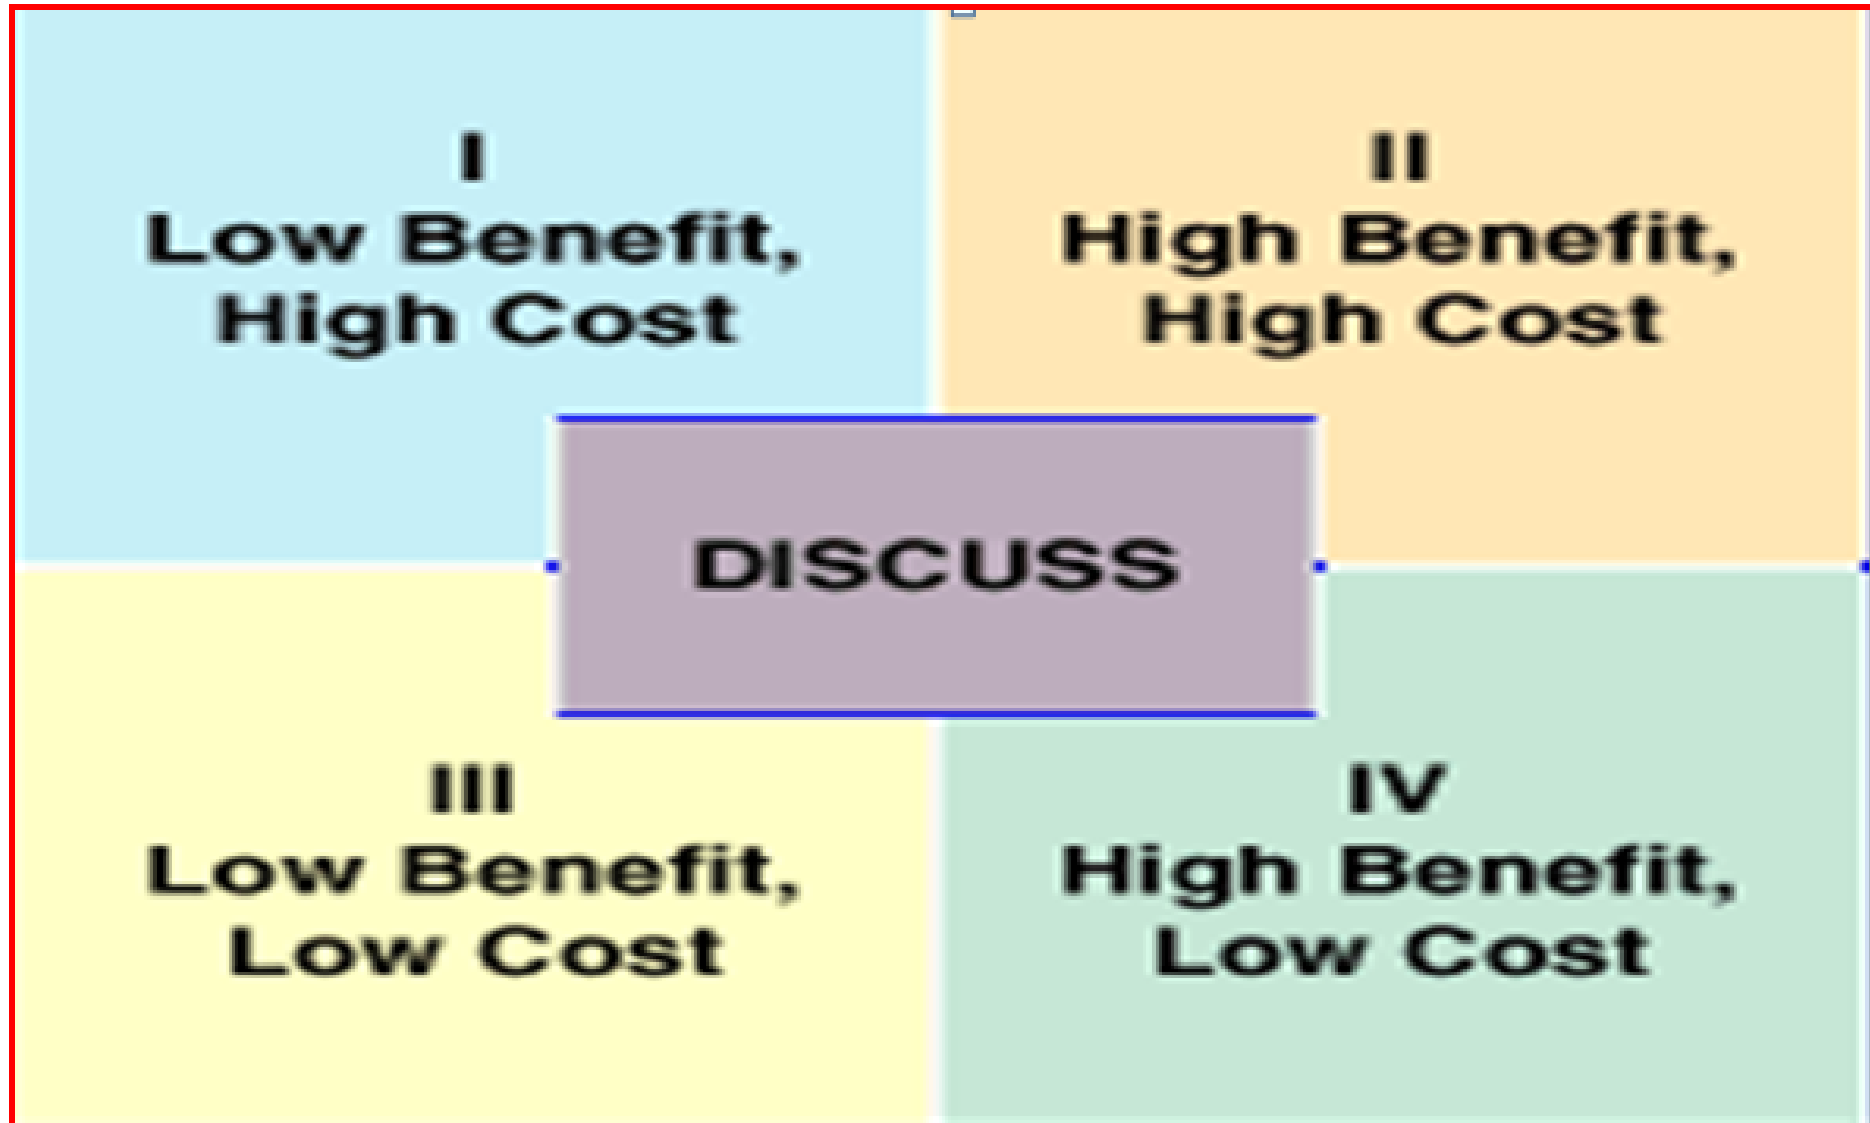 I
Low Benefit,
High Cost
II
High Benefit,
High Cost
DISCUSS
III
Low Benefit,
Low Cost
IV
High Benefit,
Low Cost